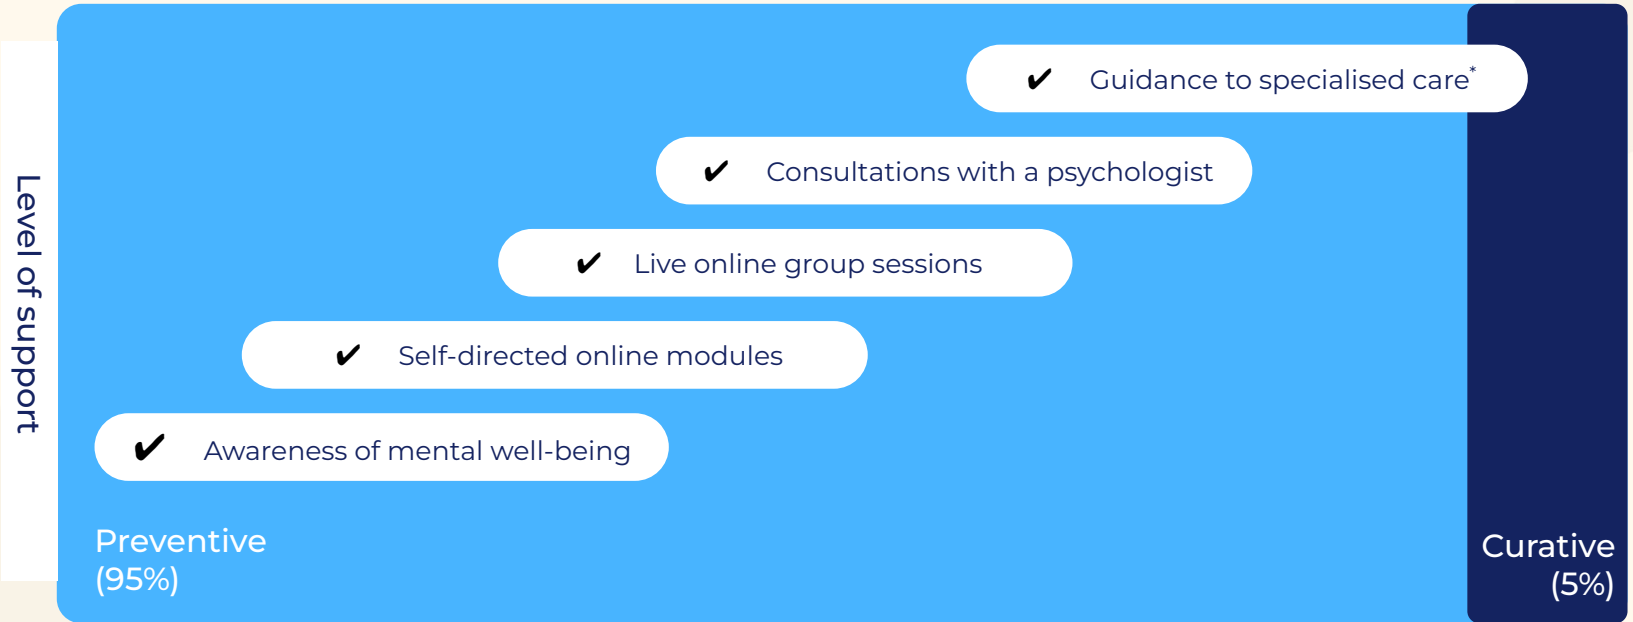 Level of support
✔ Guidance to specialised care*
✔ Consultations with a psychologist
✔ Live online group sessions
✔ Self-directed online modules
✔ Awareness of mental well-being
Preventive
(95%)
Curative
(5%)